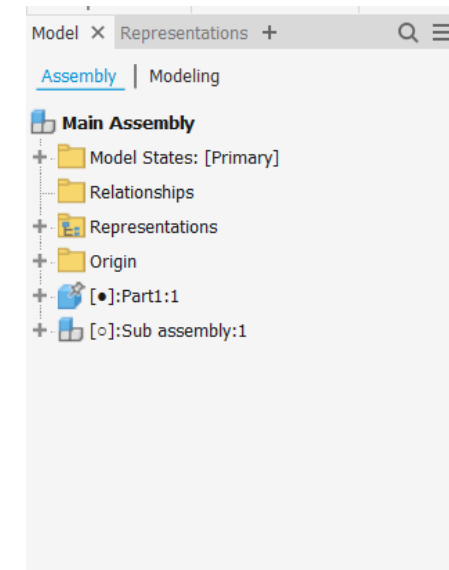 Model × Representations +
Assembly | Modeling
Main Assembly
Model States: [Primary]
Relationships
Representations
Origin
[●]:Part1:1
[○]:Sub assembly:1